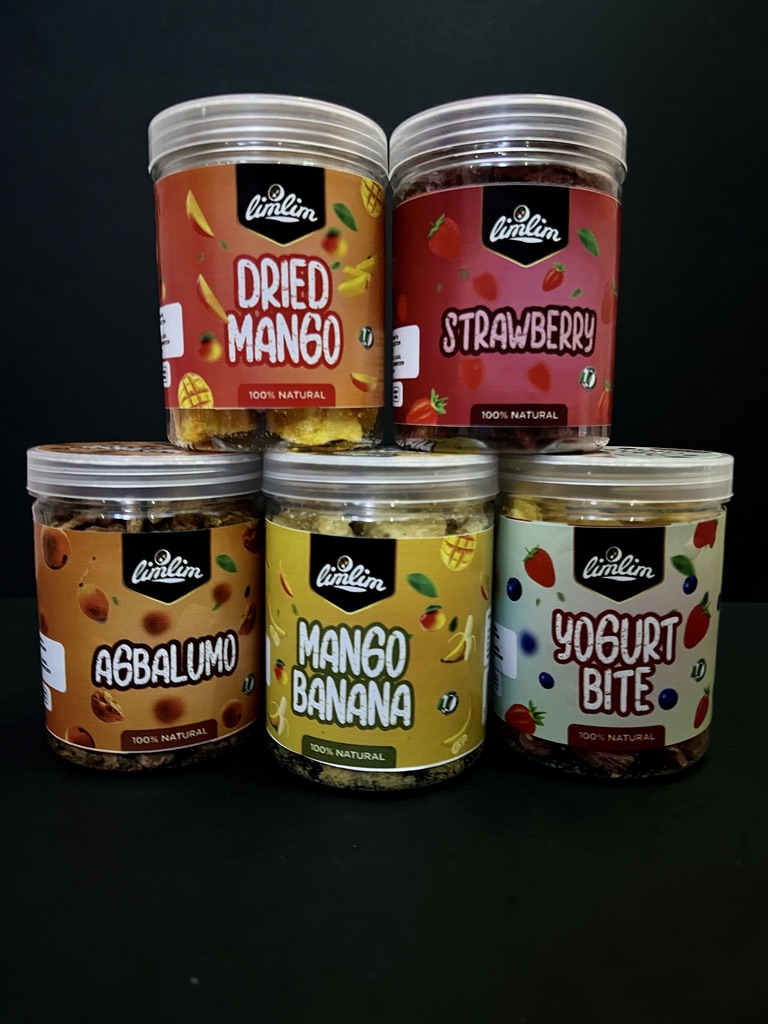 limlim
DRIED
MANGO
100% NATURAL
limlim
STRAWBERRY
100% NATURAL
limlim
AGBALUMO
100% NATURAL
limlim
MANGO
BANANA
100% NATURAL
limlim
YOGURT
BITE
100% NATURAL